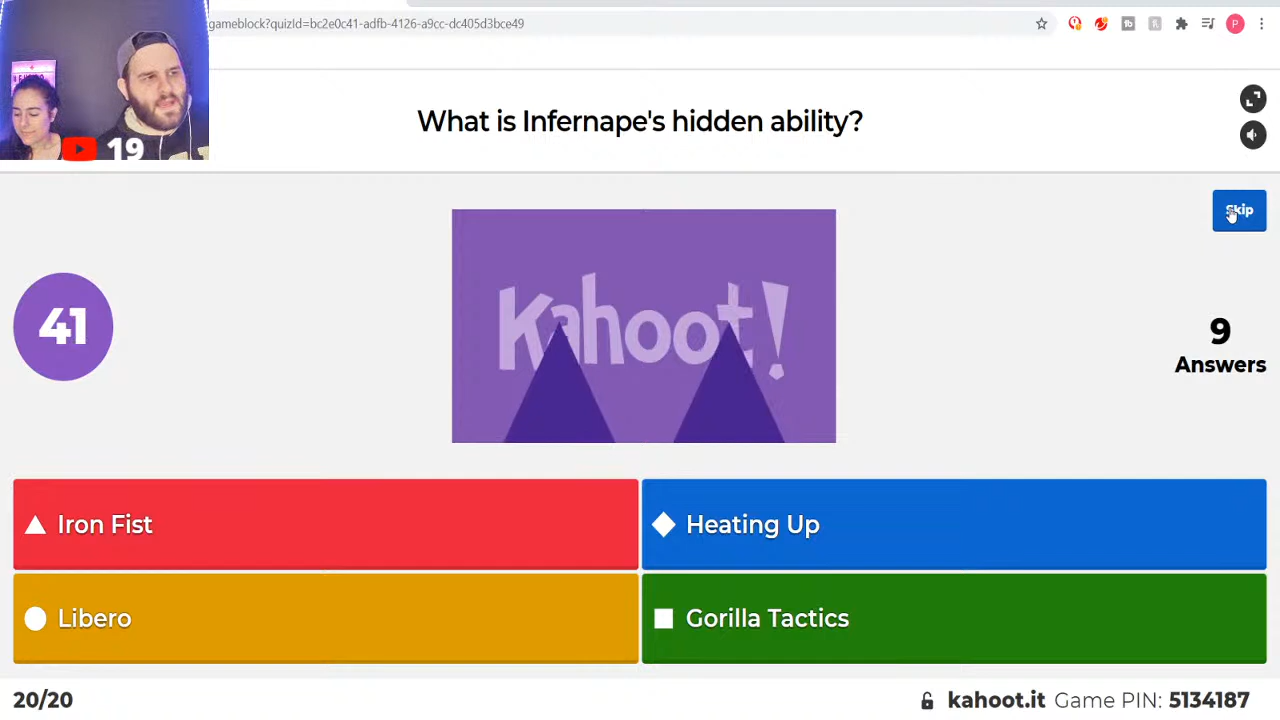 gameblock?quizId=bc2e0c41-adfb-4126-a9cc-dc405d3bce49
What is Infernape's hidden ability?
19
Skip
Kahoot!
41
9
Answers
Iron Fist
Heating Up
Libero
Gorilla Tactics
20/20
kahoot.it Game PIN: 5134187